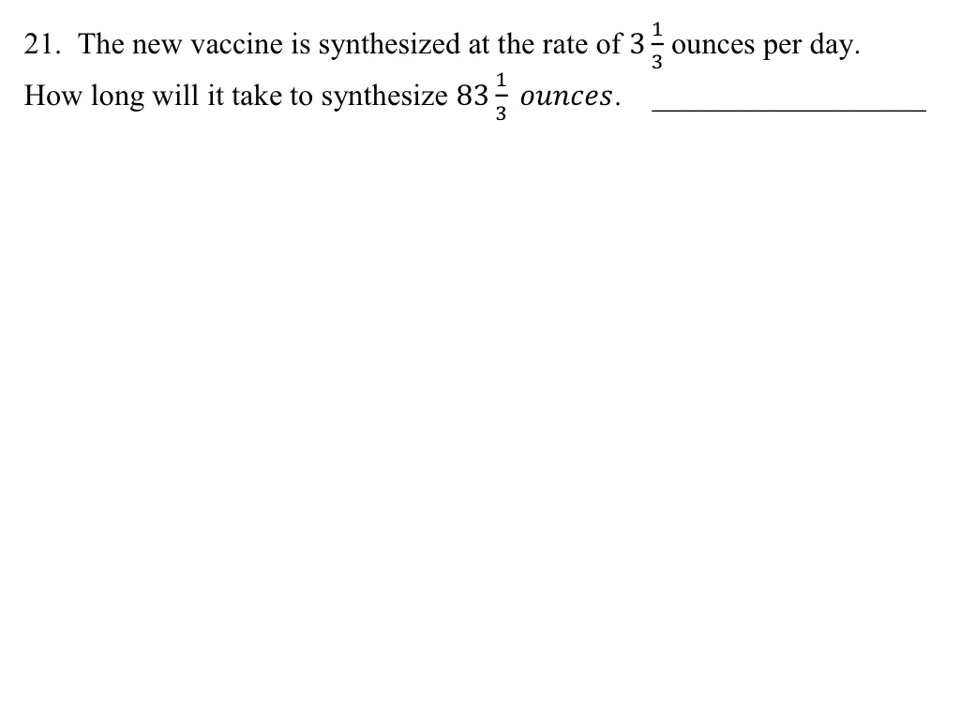 21. The new vaccine is synthesized at the rate of 3 1/3 ounces per day.
How long will it take to synthesize 83 1/3 ounces. ___________________